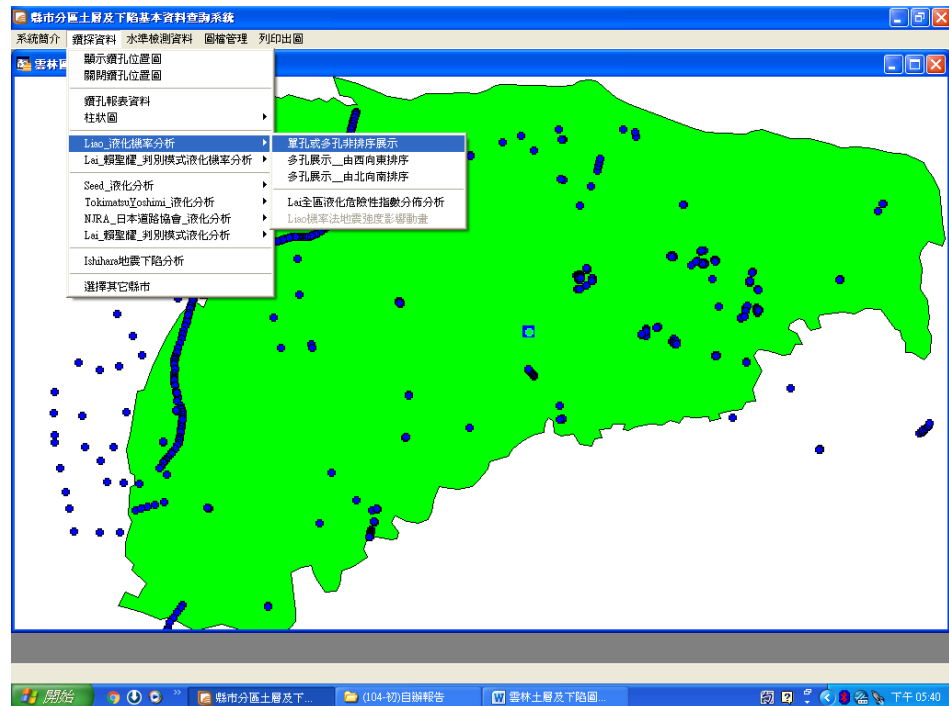 縣市分區土層及下陷基本資料查詢系統
系統簡介 鑽探資料 水準檢測資料 圖檔管理 列印出圖
雲林區
顯示鑽孔位置圖
關閉鑽孔位置圖
鑽孔報表資料
柱狀圖
Liao_液化機率分析
Lai_賴聖耀_判別模式液化機率分析
Seed_液化分析
TokimatsuYoshimi_液化分析
NJRA_日本道路協會_液化分析
Lai_賴聖耀_判別模式液化分析
Ishihara地震下陷分析
選擇其它縣市
單孔或多孔非排序展示
多孔展示__由西向東排序
多孔展示__由北向南排序
Lai全區液化危險性指數分佈分析
Liao機率法地震強度影響動畫
開始
縣市分區土層及下...
(104-初)自辦報告
雲林土層及下陷圖...
下午 05:40